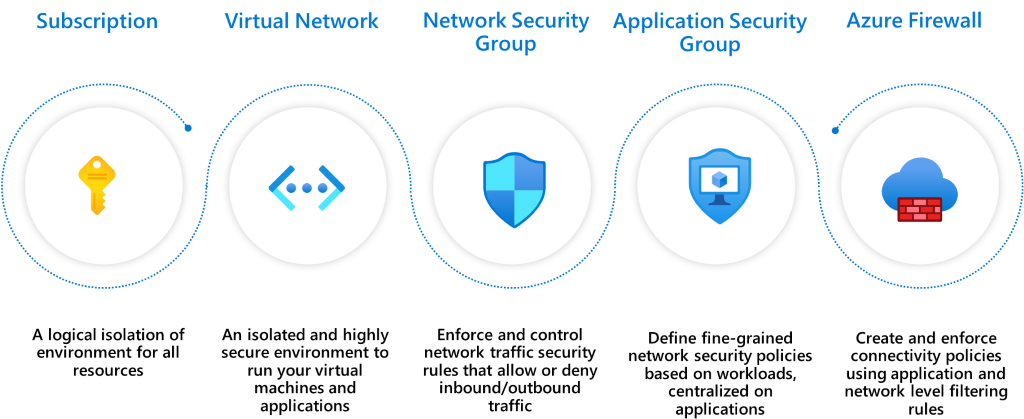 Subscription
Virtual Network
Network Security
Group
Application Security
Group
Azure Firewall
A logical isolation of
environment for all
resources
An isolated and highly
secure environment to
run your virtual
machines and
applications
Enforce and control
network traffic security
rules that allow or deny
inbound/outbound
traffic
Define fine-grained
network security policies
based on workloads,
centralized on
applications
Create and enforce
connectivity policies
using application and
network level filtering
rules